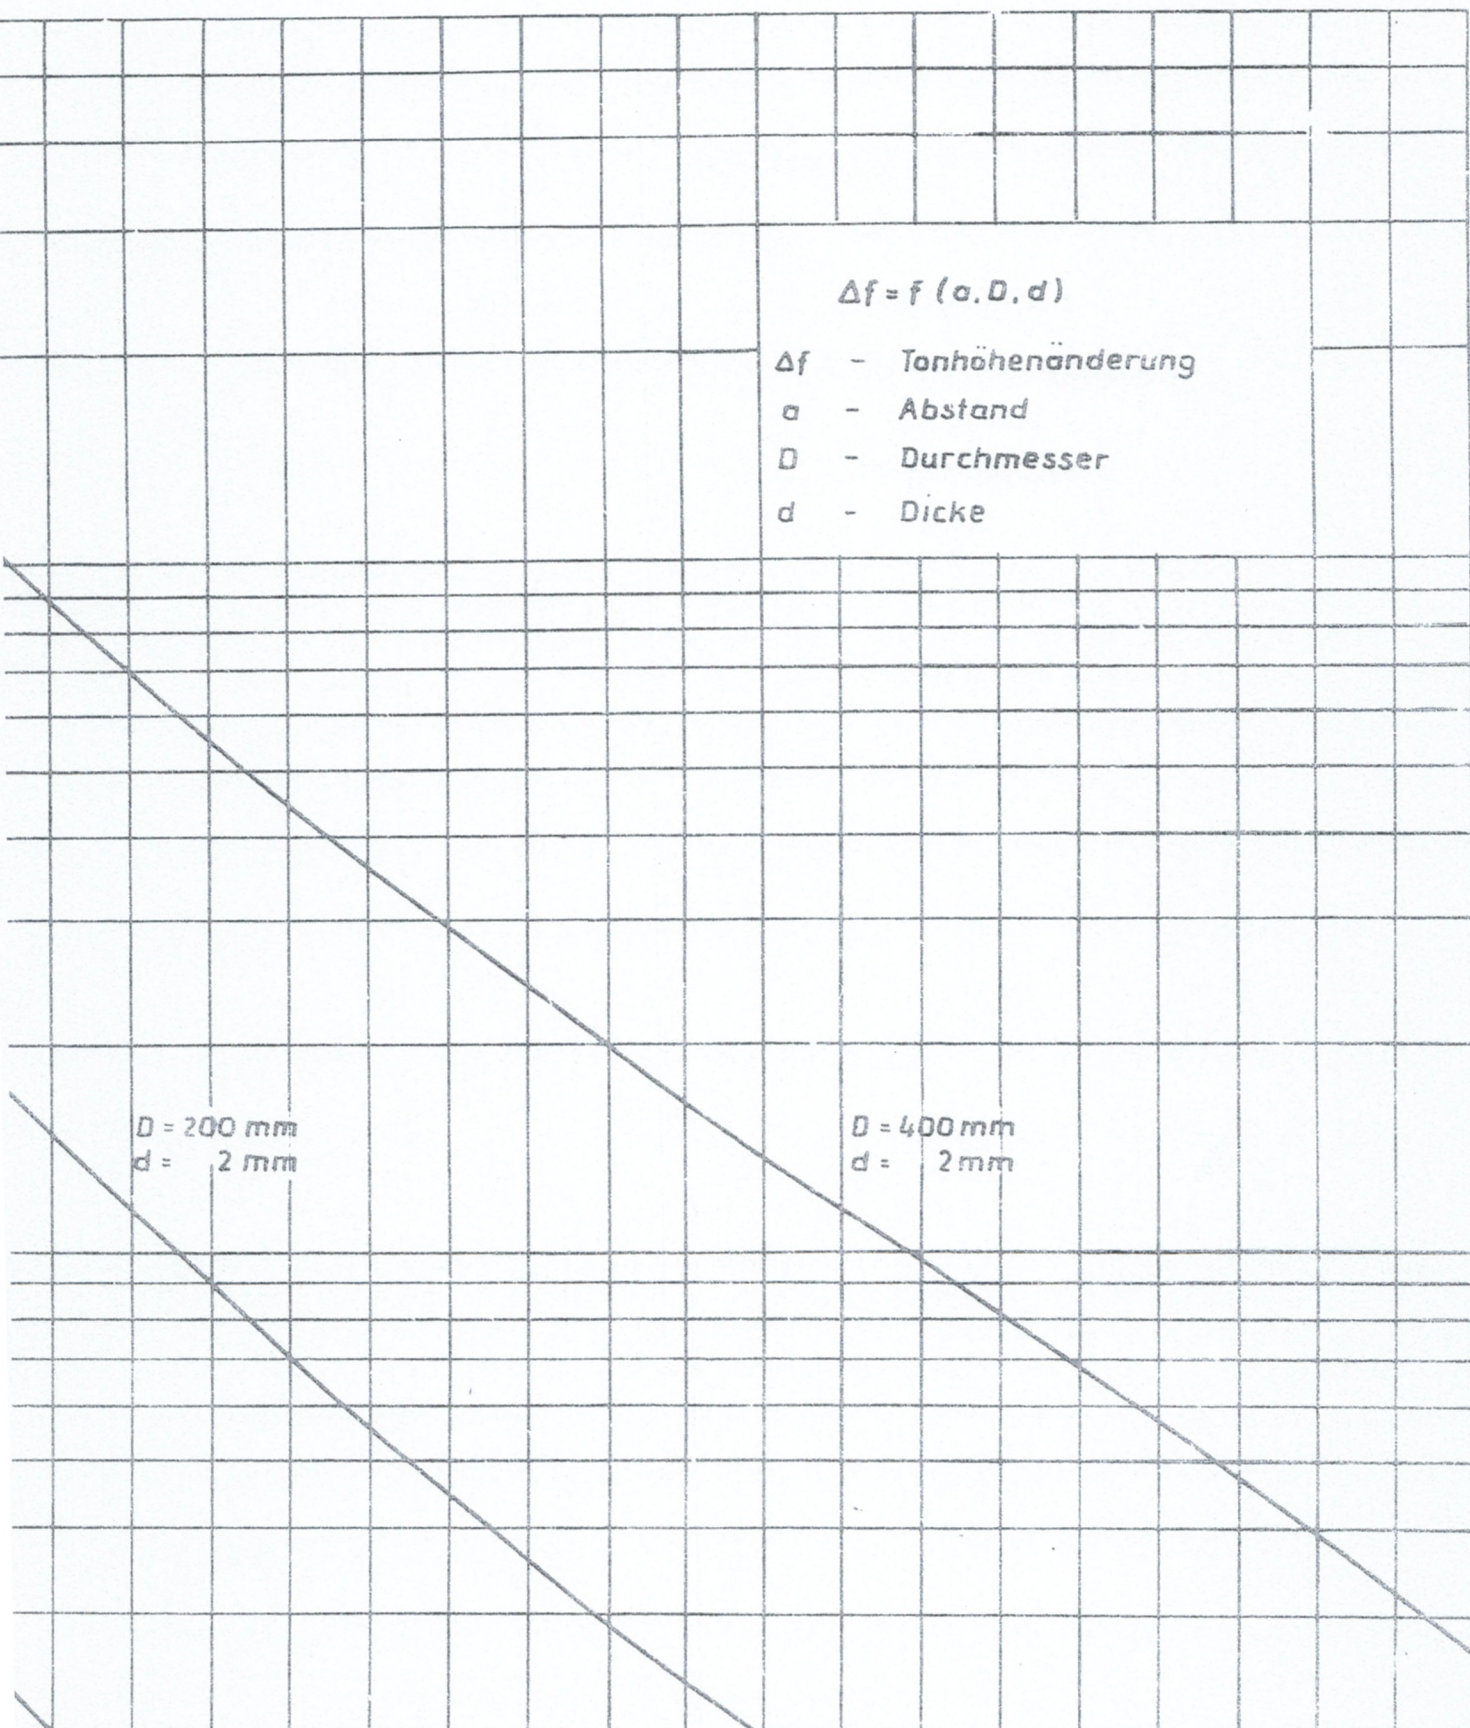 Δf = f (a, D, d)
Δf - Tonhöhenänderung
a - Abstand
D - Durchmesser
d - Dicke
D = 200 mm
d = 2 mm
D = 400 mm
d = 2 mm